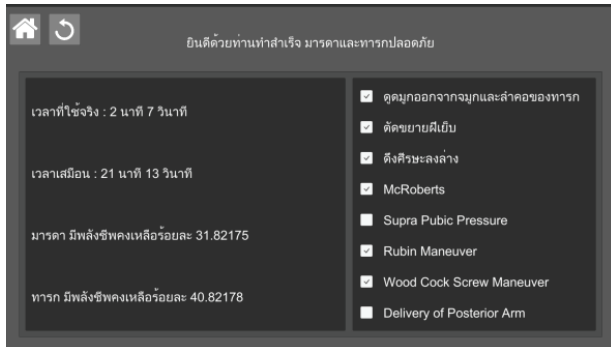 ยินดีด้วยท่านทำสำเร็จ มารดาและทารกปลอดภัย
เวลาที่ใช้จริง : 2 นาที 7 วินาที
เวลาเสมือน : 21 นาที 13 วินาที
มารดา มีพลังชีพคงเหลือร้อยละ 31.82175
ทารก มีพลังชีพคงเหลือร้อยละ 40.82178
ดูดมูกออกจากจมูกและลำคอของทารก
ตัดขยายผีเย็บ
ดึงศีรษะลงล่าง
McRoberts
Supra Pubic Pressure
Rubin Maneuver
Wood Cock Screw Maneuver
Delivery of Posterior Arm